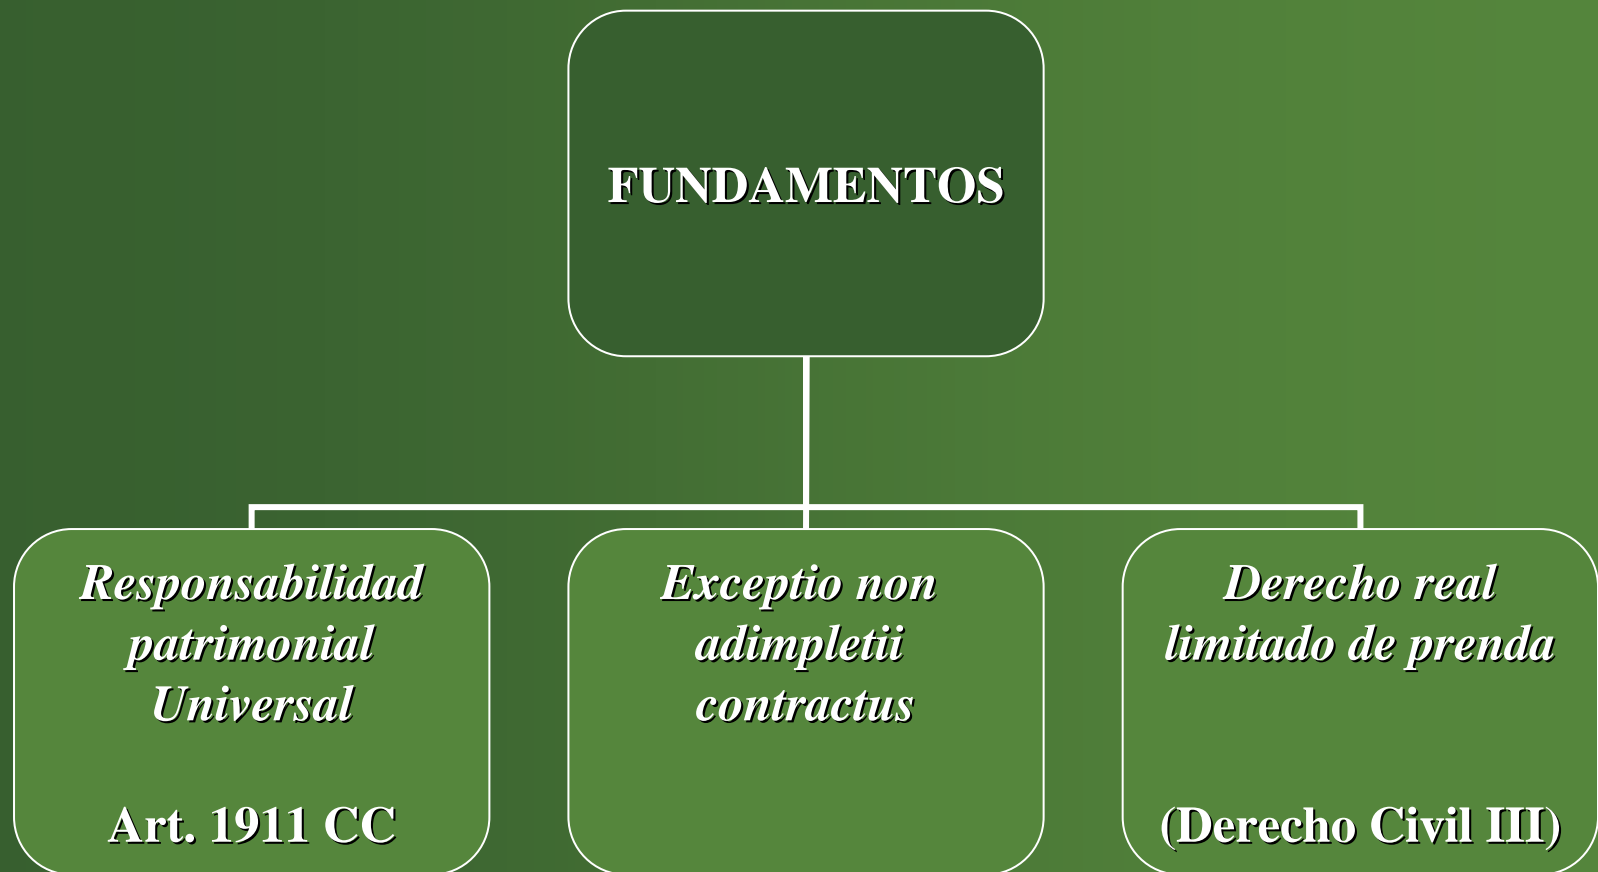 FUNDAMENTOS
Responsabilidad
patrimonial
Universal
Art. 1911 CC
Exceptio non
adimpletii
contractus
Derecho real
limitado de prenda
(Derecho Civil III)